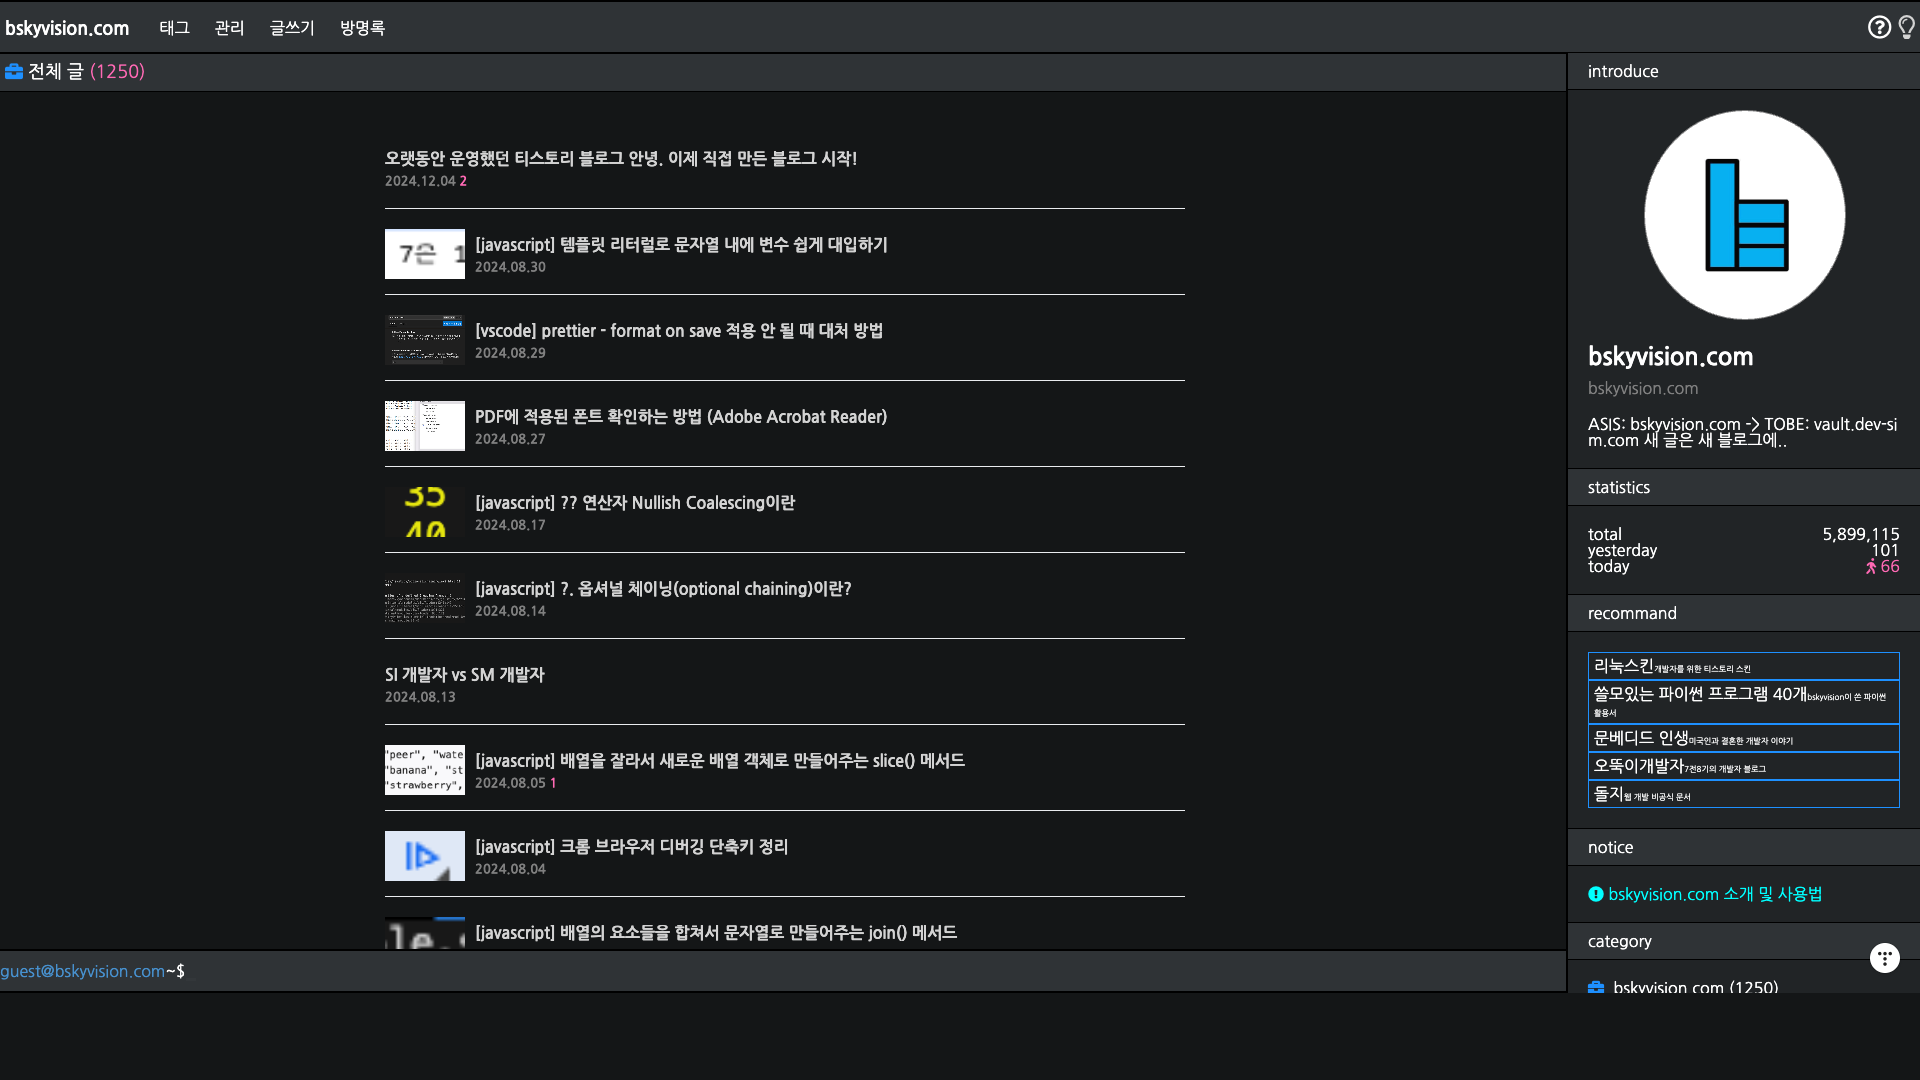 bskyvision.com 태그 관리 글쓰기 방명록
전체 글 (1250)
오랫동안 운영했던 티스토리 블로그 안녕. 이제 직접 만든 블로그 시작!
2024.12.04 2
7은 1
[javascript] 템플릿 리터럴로 문자열 내에 변수 쉽게 대입하기
2024.08.30
[vscode] prettier - format on save 적용 안 될 때 대처 방법
2024.08.29
PDF에 적용된 폰트 확인하는 방법 (Adobe Acrobat Reader)
2024.08.27
35
40
[javascript] ?? 연산자 Nullish Coalescing이란
2024.08.17
[javascript] ?. 옵셔널 체이닝(optional chaining)이란?
2024.08.14
SI 개발자 vs SM 개발자
2024.08.13
"peer", "wate
"banana", "st
"strawberry",
[javascript] 배열을 잘라서 새로운 배열 객체로 만들어주는 slice() 메서드
2024.08.05 1
[javascript] 크롬 브라우저 디버깅 단축키 정리
2024.08.04
[javascript] 배열의 요소들을 합쳐서 문자열로 만들어주는 join() 메서드
guest@bskyvision.com~$
introduce
bskyvision.com
bskyvision.com
ASIS: bskyvision.com -> TOBE: vault.dev-si
m.com 새 글은 새 블로그에..
statistics
total 5,899,115
yesterday 101
today 66
recommand
리눅스킨개발자를 위한 티스토리 스킨
쓸모있는 파이썬 프로그램 40개bskyvision이 쓴 파이썬
활용서
문베디드 인생미국인과 결혼한 개발자 이야기
오뚝이개발자7전8기의 개발자 블로그
돌지웹 개발 비공식 문서
notice
bskyvision.com 소개 및 사용법
category
bskyvision.com (1250)